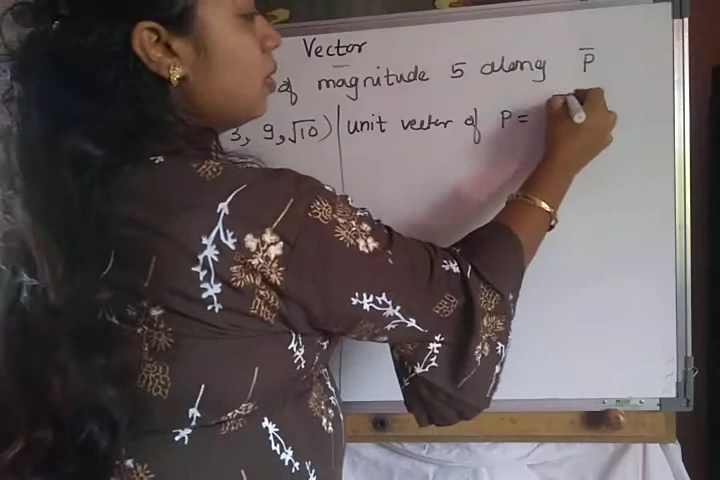 Vector
of magnitude 5 along P̅
3, 9, √10) | unit vector of P =